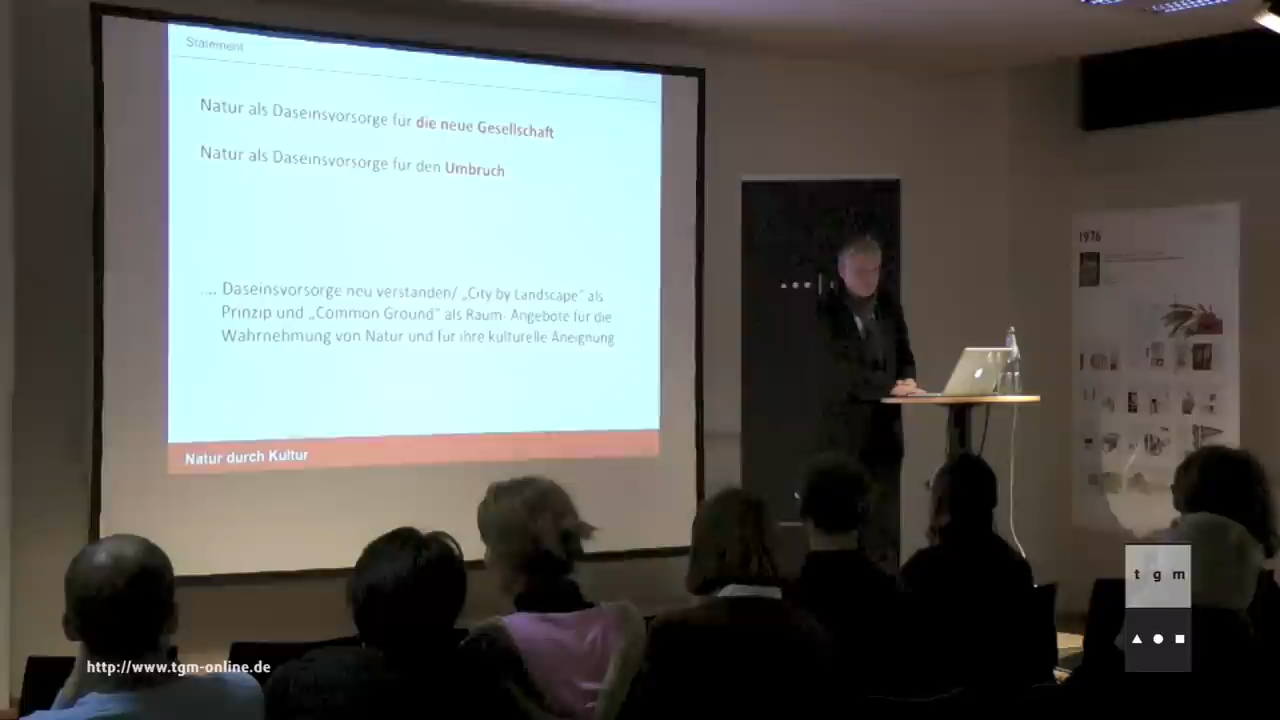 Statement
Natur als Daseinsvorsorge für die neue Gesellschaft
Natur als Daseinsvorsorge für den Umbruch
.... Daseinsvorsorge neu verstanden/ „City by Landscape“ als
Prinzip und „Common Ground“ als Raum- Angebote für die
Wahrnehmung von Natur und für ihre kulturelle Aneignung
Natur durch Kultur
1976
t g m
http://www.tgm-online.de